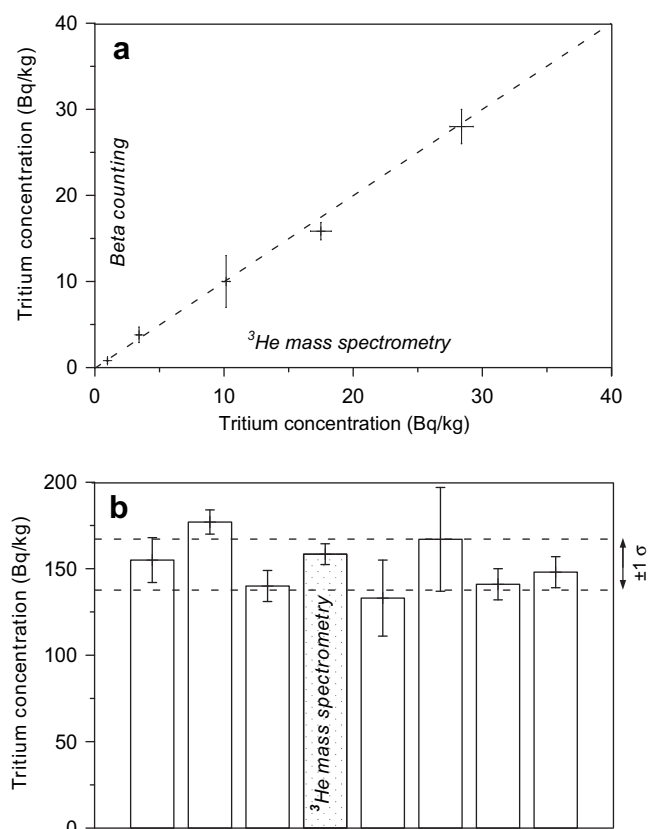 40
a
30
20
10
0
Tritium concentration (Bq/kg)
Beta counting
³He mass spectrometry
0 10 20 30 40
Tritium concentration (Bq/kg)
200
b
150
100
50
0
Tritium concentration (Bq/kg)
³He mass spectrometry
±1 σ